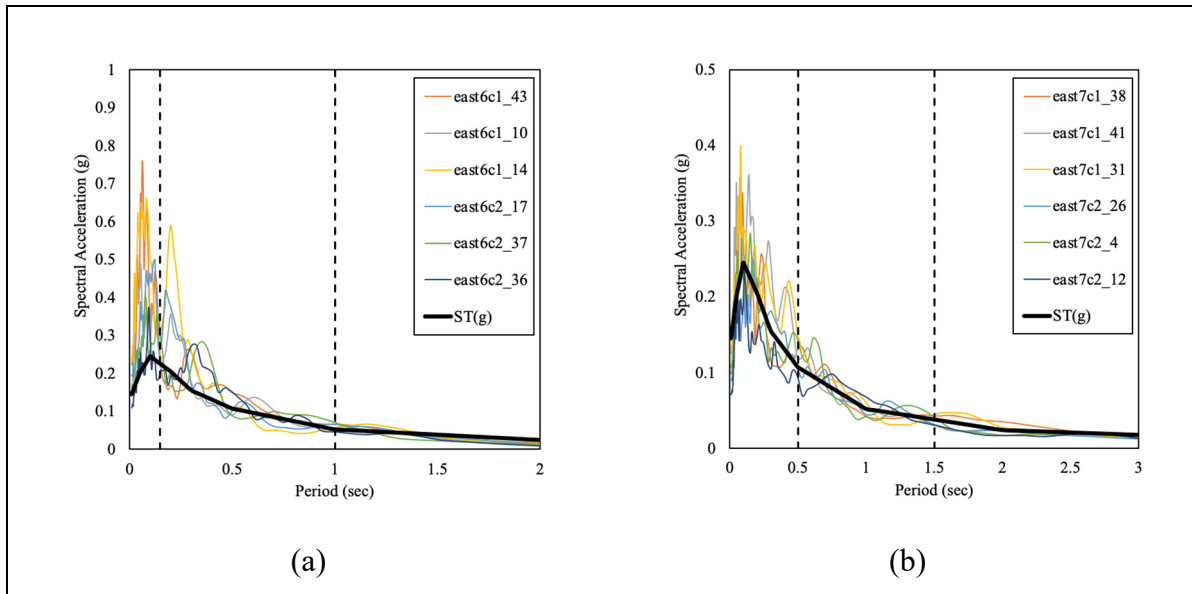 1
0.9
0.8
0.7
0.6
0.5
0.4
0.3
0.2
0.1
0
Spectral Acceleration (g)
0
0.5
1
1.5
2
Period (sec)
east6c1_43
east6c1_10
east6c1_14
east6c2_17
east6c2_37
east6c2_36
ST(g)
(a)
0.5
0.4
0.3
0.2
0.1
0
Spectral Acceleration (g)
0
0.5
1
1.5
2
2.5
3
Period (sec)
east7c1_38
east7c1_41
east7c1_31
east7c2_26
east7c2_4
east7c2_12
ST(g)
(b)